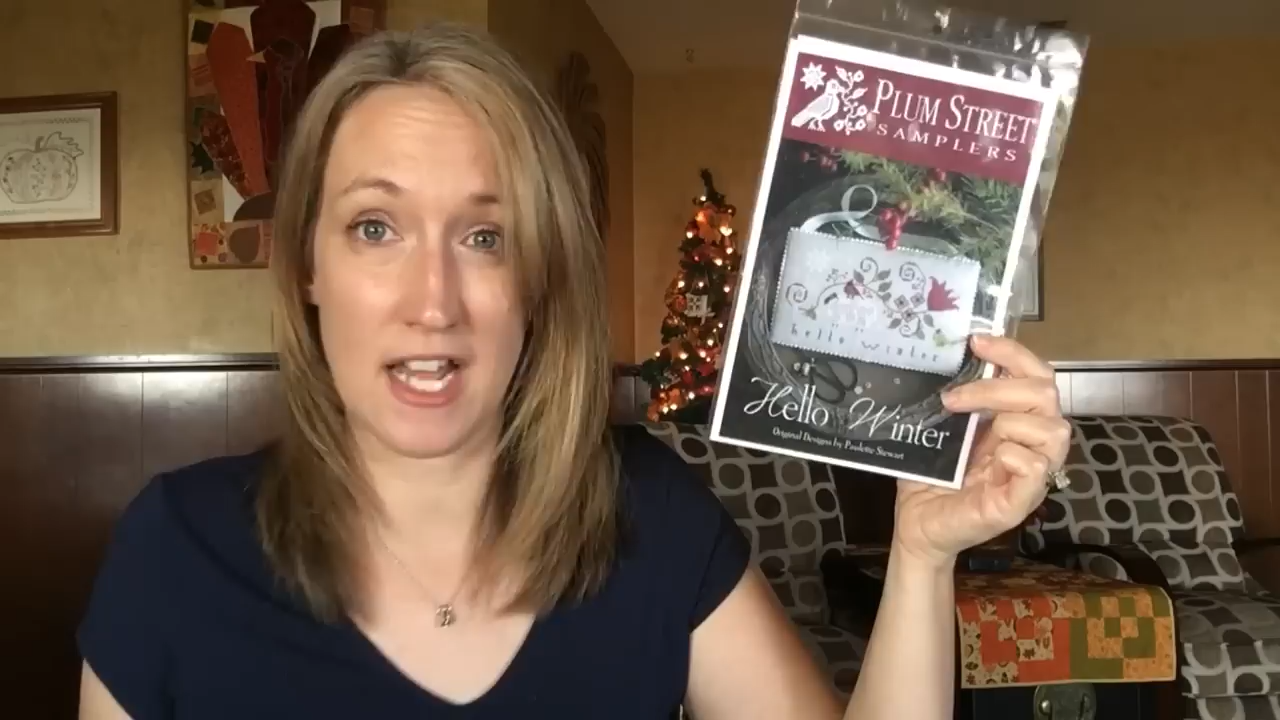 PLUM STREET
SAMPLERS
hello winter
Hello Winter
Original Designs by Paulette Stewart